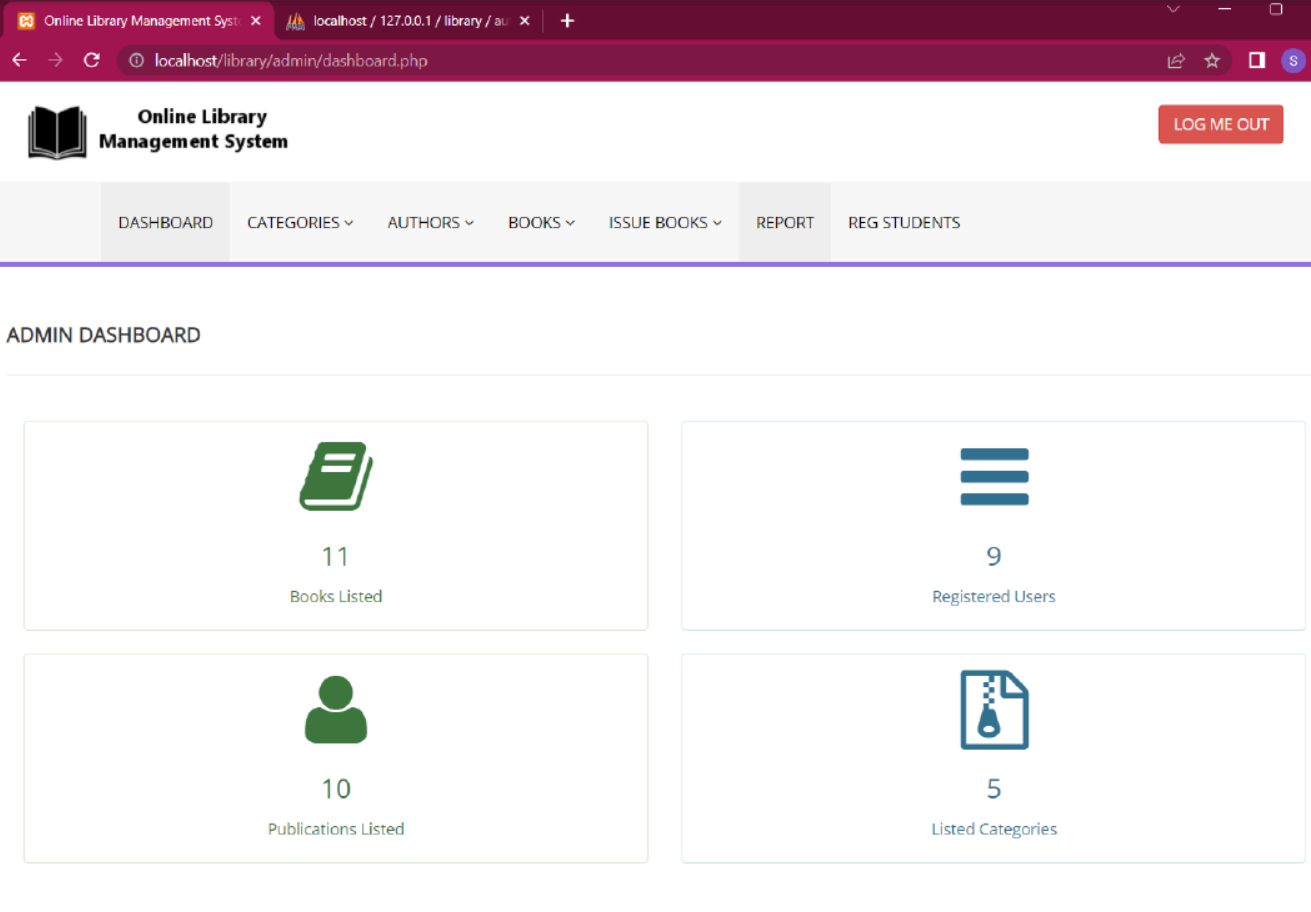 Online Library Management Syste
localhost / 127.0.0.1 / library / au
localhost/library/admin/dashboard.php
S
Online Library
Management System
LOG ME OUT
DASHBOARD
CATEGORIES
AUTHORS
BOOKS
ISSUE BOOKS
REPORT
REG STUDENTS
ADMIN DASHBOARD
11
Books Listed
9
Registered Users
10
Publications Listed
5
Listed Categories